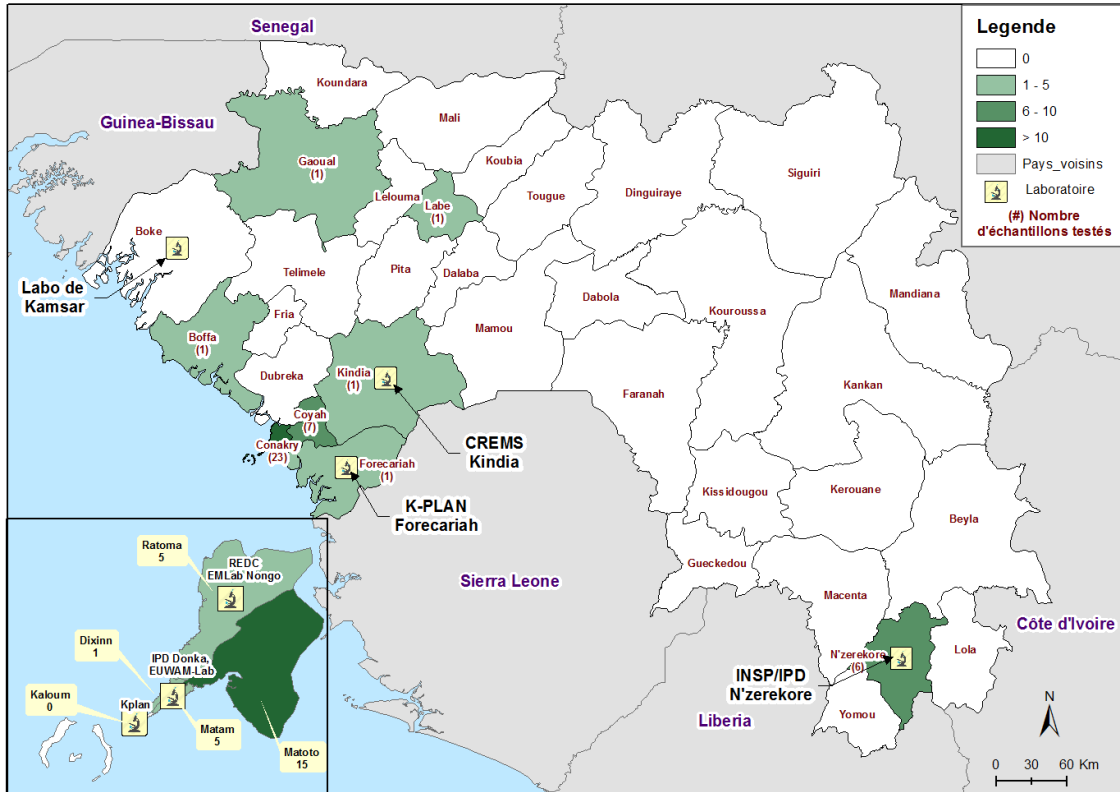 Senegal
Guinea-Bissau
Koundara
Mali
Gaoual
(1)
Koubia
Lelouma
Labe
(1)
Tougue
Dinguiraye
Siguiri
Boke
Labo de
Kamsar
Telimele
Pita
Dalaba
Fria
Boffa
(1)
Dubreka
Kindia
(1)
Mamou
Dabola
Kouroussa
Mandiana
Coyah
(7)
Conakry
(23)
Forecariah
(1)
CREMS
Kindia
K-PLAN
Forecariah
Faranah
Kankan
Kissidougou
Kerouane
Beyla
Gueckedou
Macenta
Sierra Leone
Côte d'Ivoire
N'zerekore
(6)
Lola
INSP/IPD
N'zerekore
Yomou
Liberia
Legende
0
1 - 5
6 - 10
> 10
Pays_voisins
Laboratoire
(#) Nombre
d'échantillons testés
Ratoma
5
REDC
EMLab Nongo
Dixinn
1
IPD Donka,
EUWAM-Lab
Kaloum
0
Kplan
Matam
5
Matoto
15
N
0 30 60 Km